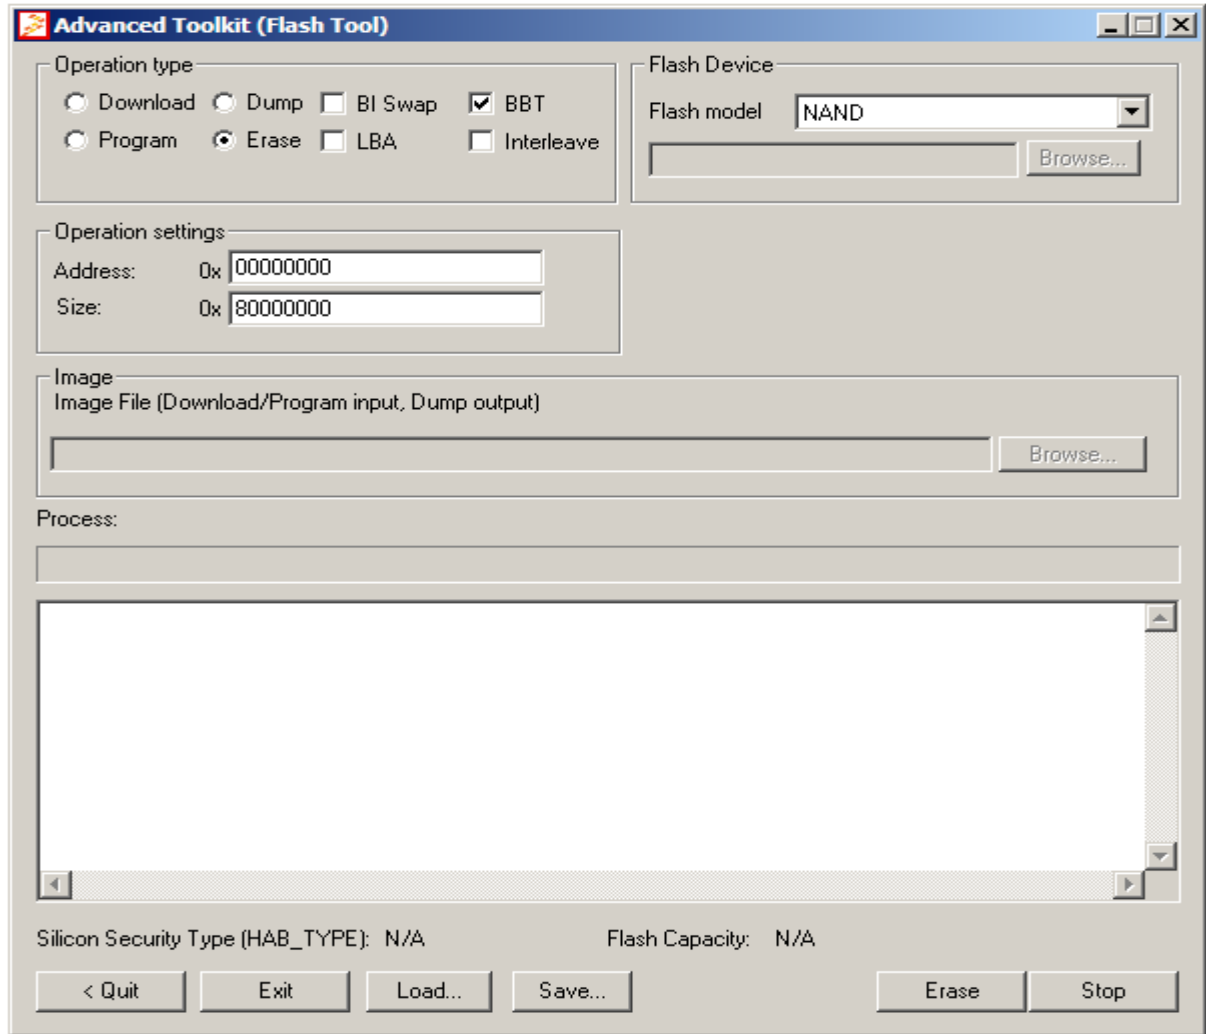 Advanced Toolkit (Flash Tool)
Operation type
Download Dump BI Swap BBT
Program Erase LBA Interleave
Flash Device
Flash model NAND
Browse...
Operation settings
Address: 0x 00000000
Size: 0x 80000000
Image
Image File (Download/Program input, Dump output)
Browse...
Process:
Silicon Security Type (HAB_TYPE): N/A Flash Capacity: N/A
< Quit Exit Load... Save... Erase Stop